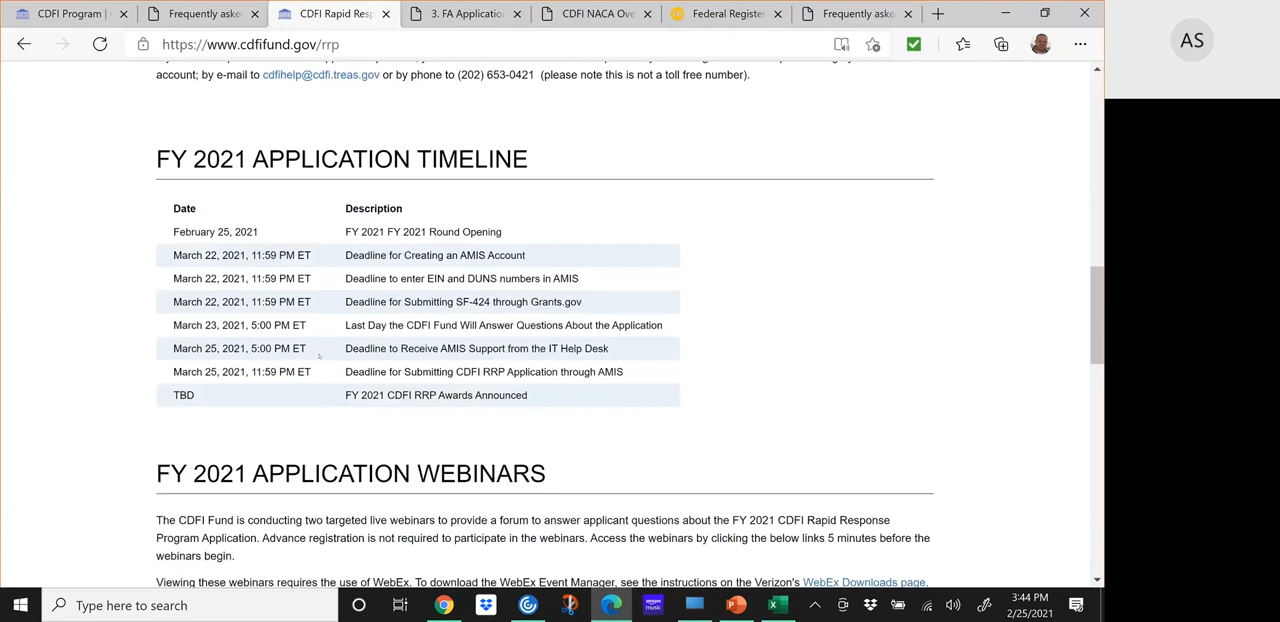 CDFI Program |
Frequently aske
CDFI Rapid Resp
3. FA Applicatio
CDFI NACA Ove
Federal Register
Frequently aske
https://www.cdfifund.gov/rrp
AS
account; by e-mail to cdfihelp@cdfi.treas.gov or by phone to (202) 653-0421 (please note this is not a toll free number).
FY 2021 APPLICATION TIMELINE
Date Description
February 25, 2021 FY 2021 FY 2021 Round Opening
March 22, 2021, 11:59 PM ET Deadline for Creating an AMIS Account
March 22, 2021, 11:59 PM ET Deadline to enter EIN and DUNS numbers in AMIS
March 22, 2021, 11:59 PM ET Deadline for Submitting SF-424 through Grants.gov
March 23, 2021, 5:00 PM ET Last Day the CDFI Fund Will Answer Questions About the Application
March 25, 2021, 5:00 PM ET Deadline to Receive AMIS Support from the IT Help Desk
March 25, 2021, 11:59 PM ET Deadline for Submitting CDFI RRP Application through AMIS
TBD FY 2021 CDFI RRP Awards Announced
FY 2021 APPLICATION WEBINARS
The CDFI Fund is conducting two targeted live webinars to provide a forum to answer applicant questions about the FY 2021 CDFI Rapid Response
Program Application. Advance registration is not required to participate in the webinars. Access the webinars by clicking the below links 5 minutes before the
webinars begin.
Viewing these webinars requires the use of WebEx. To download the WebEx Event Manager, see the instructions on the Verizon's WebEx Downloads page.
Type here to search
amazon music
3:44 PM
2/25/2021